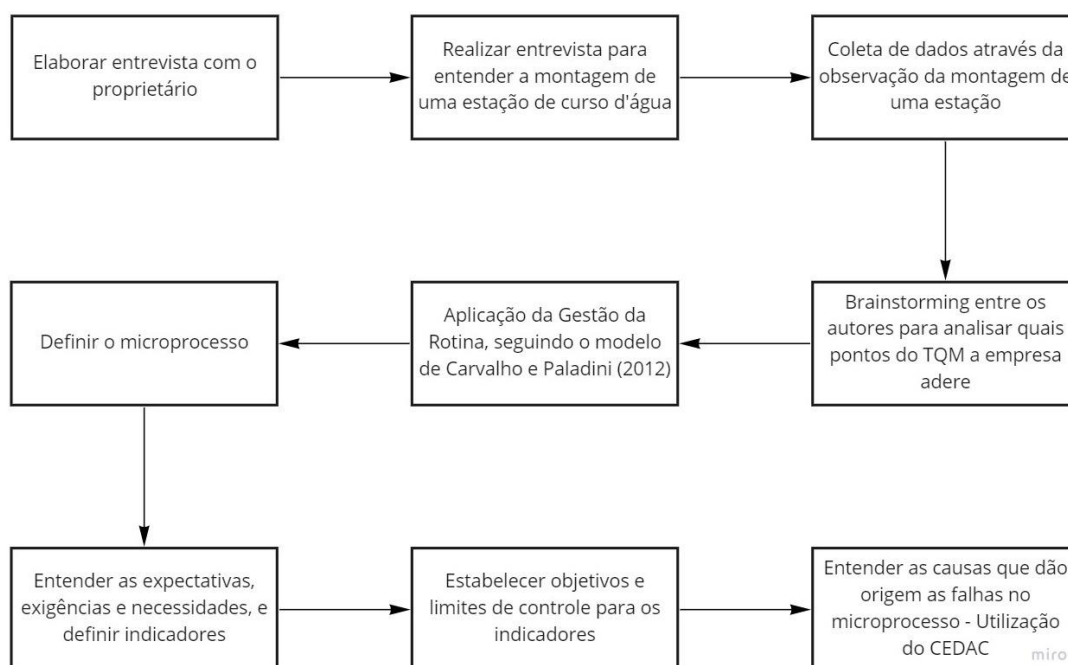 Elaborar entrevista com o
proprietário
Realizar entrevista para
entender a montagem de
uma estação de curso d'água
Coleta de dados através da
observação da montagem de
uma estação
Brainstorming entre os
autores para analisar quais
pontos do TQM a empresa
adere
Aplicação da Gestão da
Rotina, seguindo o modelo
de Carvalho e Paladini (2012)
Definir o microprocesso
Entender as expectativas,
exigências e necessidades, e
definir indicadores
Estabelecer objetivos e
limites de controle para os
indicadores
Entender as causas que dão
origem as falhas no
microprocesso - Utilização
do CEDAC
miro